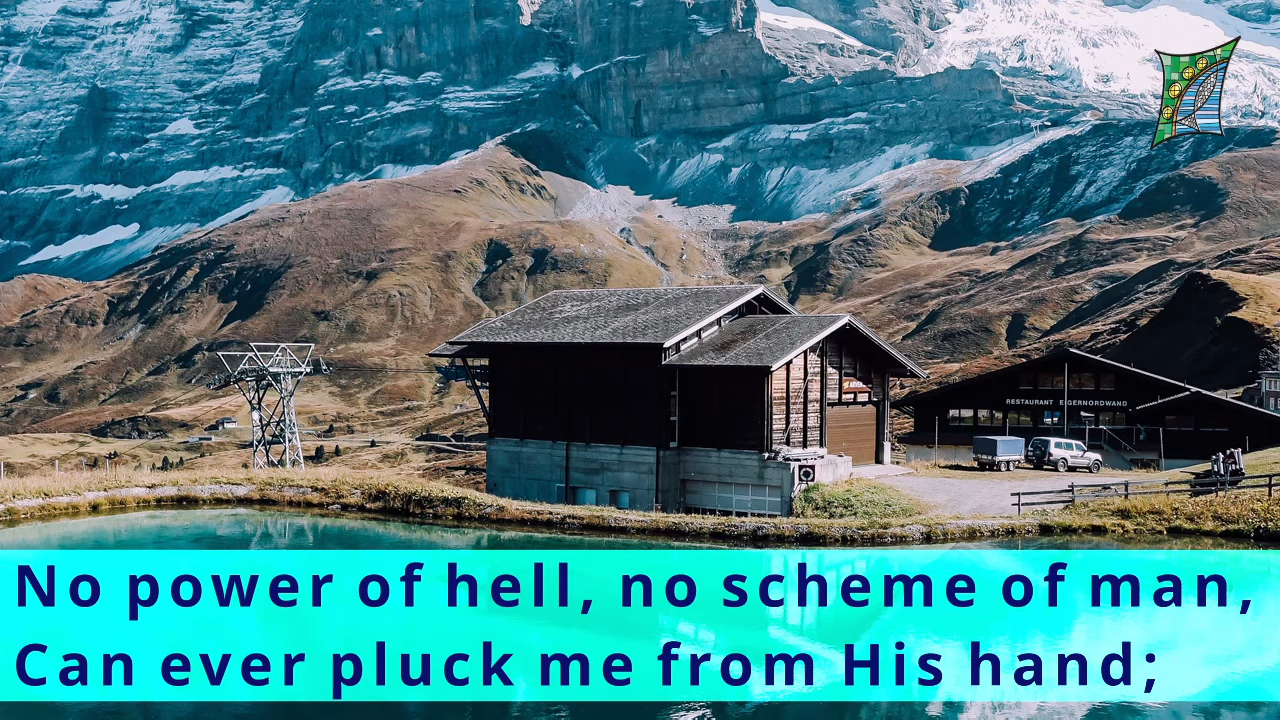 RESTAURANT EIGERNORDWAND
No power of hell, no scheme of man,
Can ever pluck me from His hand;